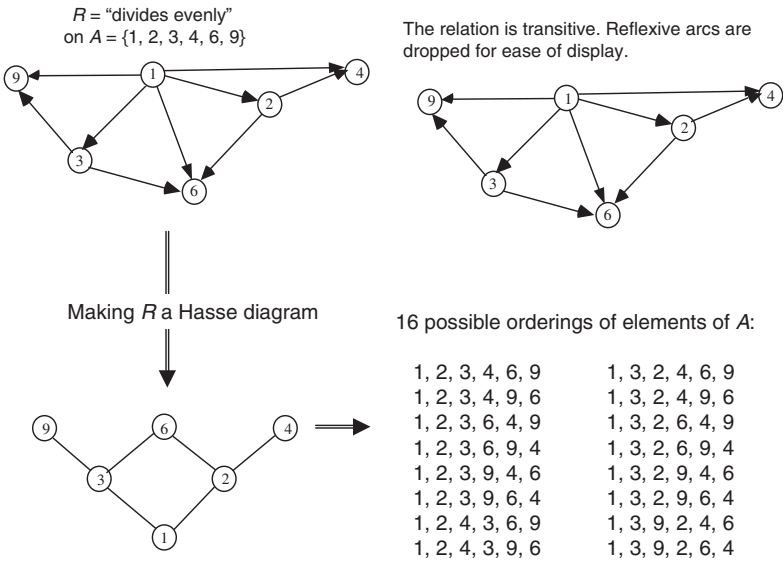 R = “divides evenly”
on A = {1, 2, 3, 4, 6, 9}
9
1
4
2
3
6
The relation is transitive. Reflexive arcs are
dropped for ease of display.
9
1
4
2
3
6
Making R a Hasse diagram
9
6
4
3
2
1
16 possible orderings of elements of A:
1, 2, 3, 4, 6, 9
1, 2, 3, 4, 9, 6
1, 2, 3, 6, 4, 9
1, 2, 3, 6, 9, 4
1, 2, 3, 9, 4, 6
1, 2, 3, 9, 6, 4
1, 2, 4, 3, 6, 9
1, 2, 4, 3, 9, 6
1, 3, 2, 4, 6, 9
1, 3, 2, 4, 9, 6
1, 3, 2, 6, 4, 9
1, 3, 2, 6, 9, 4
1, 3, 2, 9, 4, 6
1, 3, 2, 9, 6, 4
1, 3, 9, 2, 4, 6
1, 3, 9, 2, 6, 4